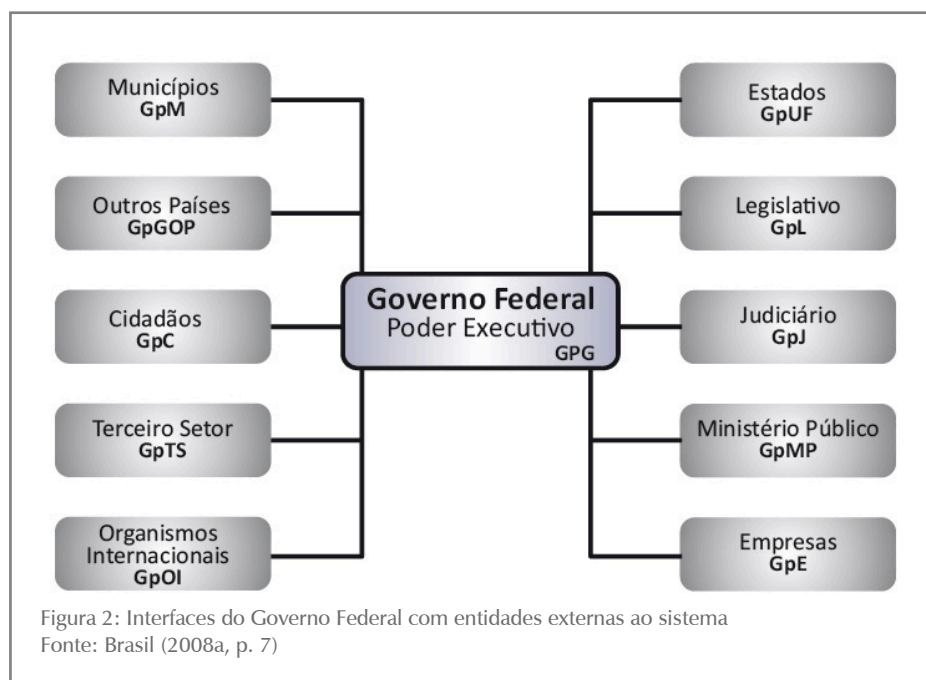 Municípios
GpM
Outros Países
GpGOP
Cidadãos
GpC
Terceiro Setor
GpTS
Organismos
Internacionais
GpOI
Governo Federal
Poder Executivo
GPG
Estados
GpUF
Legislativo
GpL
Judiciário
GpJ
Ministério Público
GpMP
Empresas
GpE
Figura 2: Interfaces do Governo Federal com entidades externas ao sistema
Fonte: Brasil (2008a, p. 7)